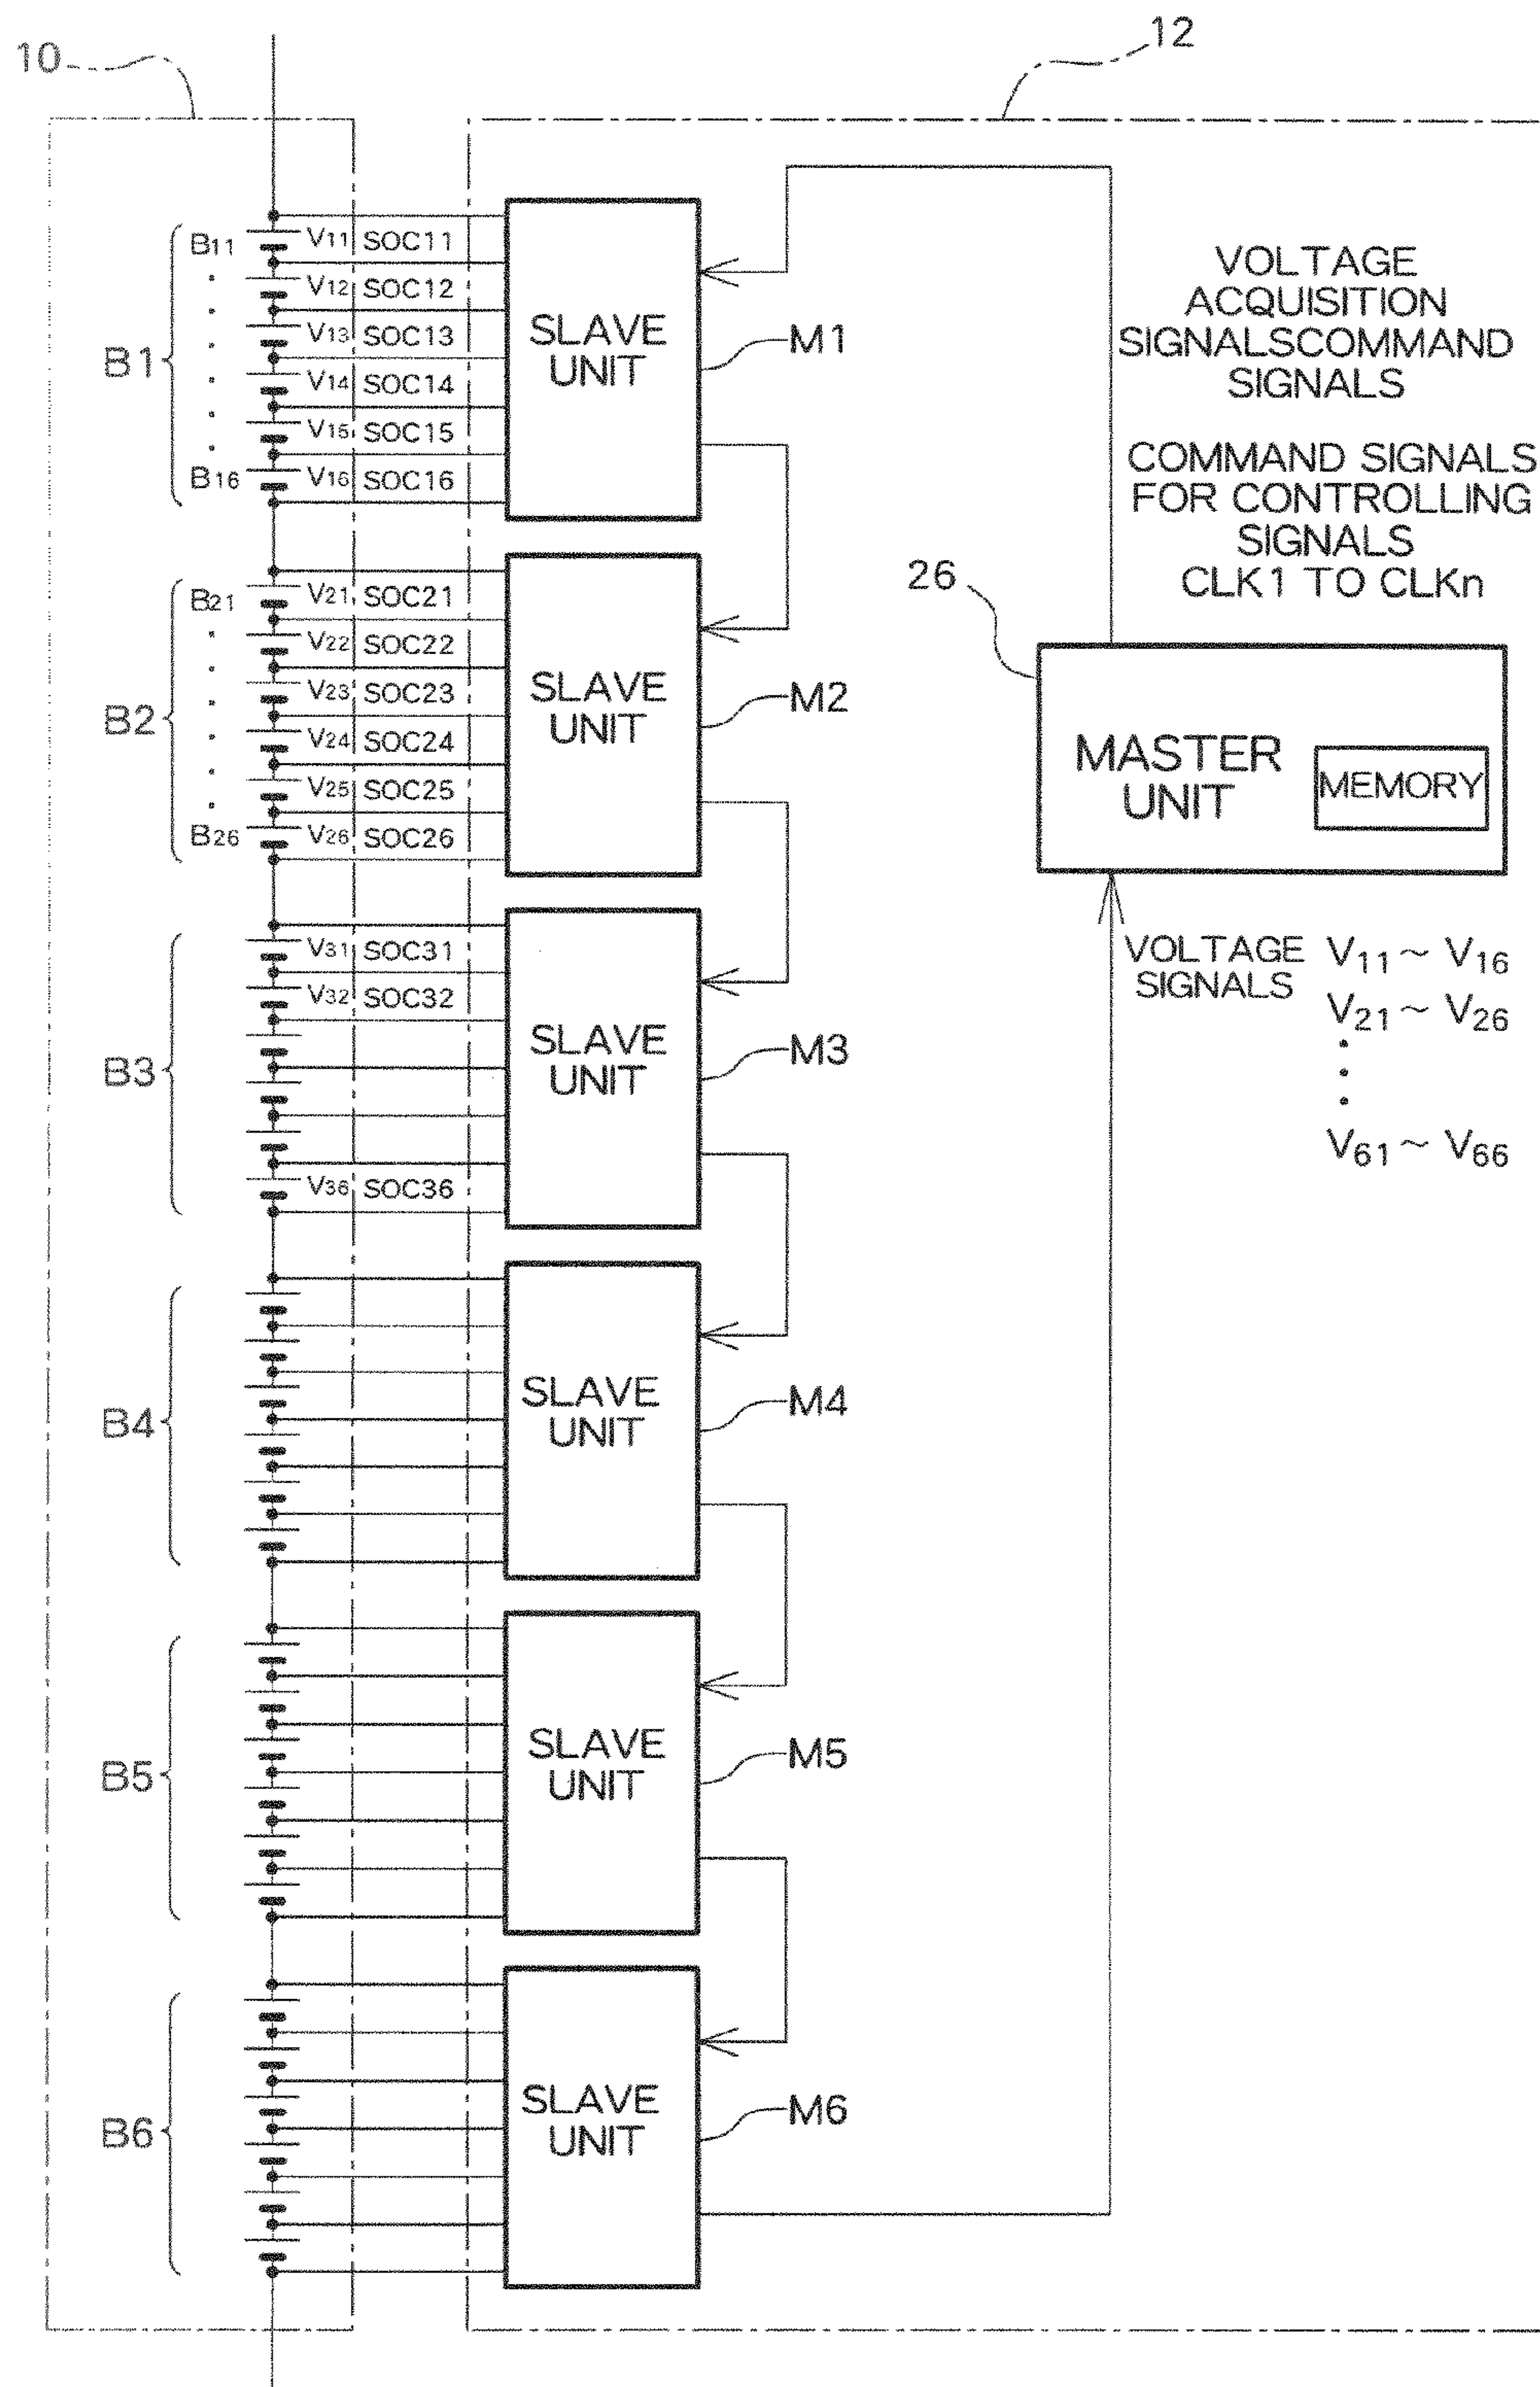 10
12
B11
V11 SOC11
V12 SOC12
V13 SOC13
V14 SOC14
V15 SOC15
B16
V16 SOC16
B1
SLAVE
UNIT
M1
VOLTAGE
ACQUISITION
SIGNALSCOMMAND
SIGNALS
COMMAND SIGNALS
FOR CONTROLLING
SIGNALS
CLK1 TO CLKn
B21
V21 SOC21
V22 SOC22
V23 SOC23
V24 SOC24
V25 SOC25
B26
V26 SOC26
B2
SLAVE
UNIT
M2
26
MASTER
UNIT
MEMORY
VOLTAGE
SIGNALS
V11 ~ V16
V21 ~ V26
V61 ~ V66
V31 SOC31
V32 SOC32
V36 SOC36
B3
SLAVE
UNIT
M3
B4
SLAVE
UNIT
M4
B5
SLAVE
UNIT
M5
B6
SLAVE
UNIT
M6